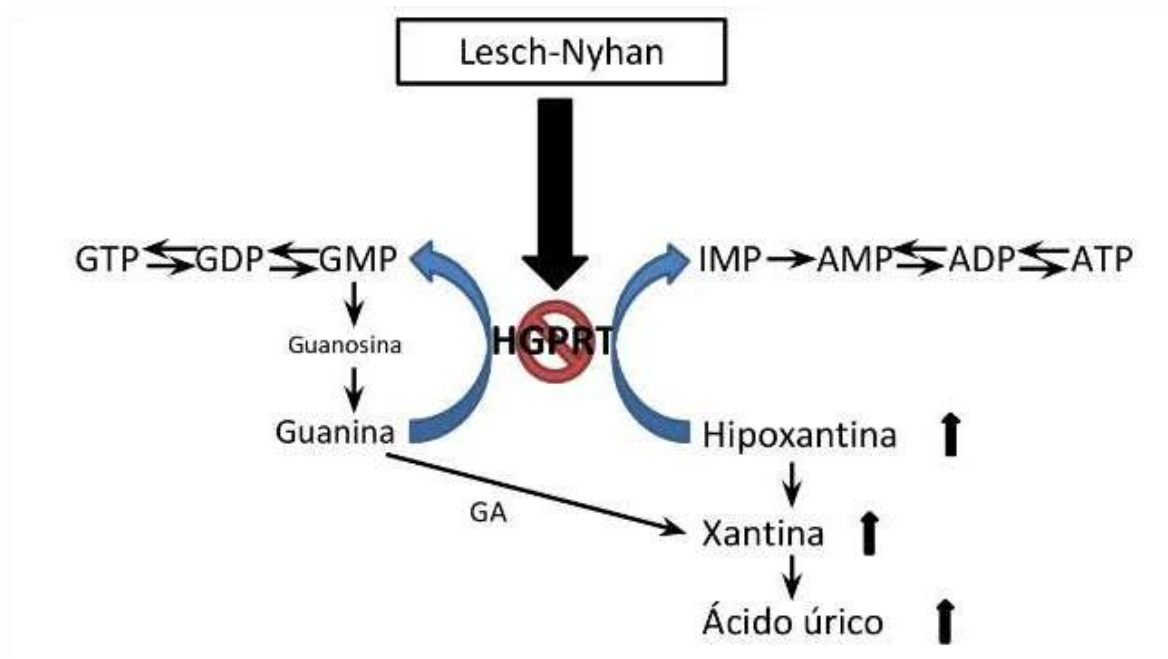 Lesch-Nyhan
GTP GDP GMP IMP AMP ADP ATP
HGPRT
Guanosina
Guanina Hipoxantina
GA
Xantina
Ácido úrico